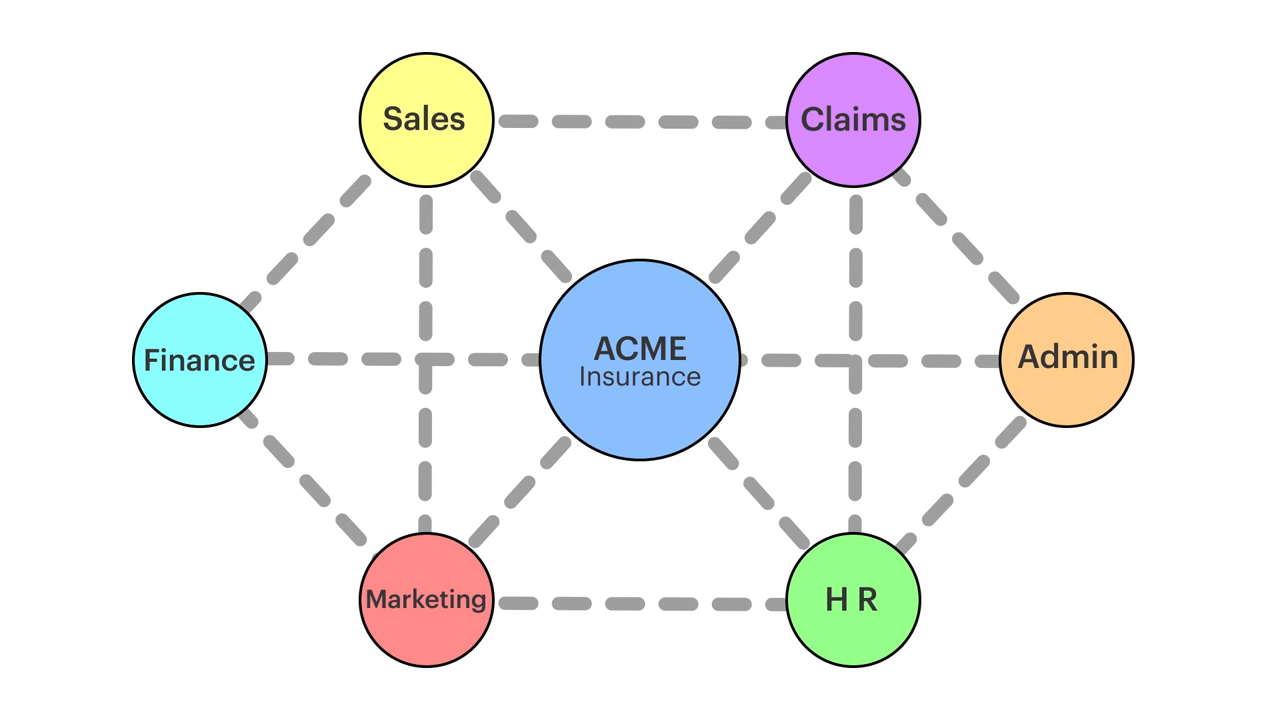 Sales
Claims
Finance
ACME
Insurance
Admin
Marketing
H R